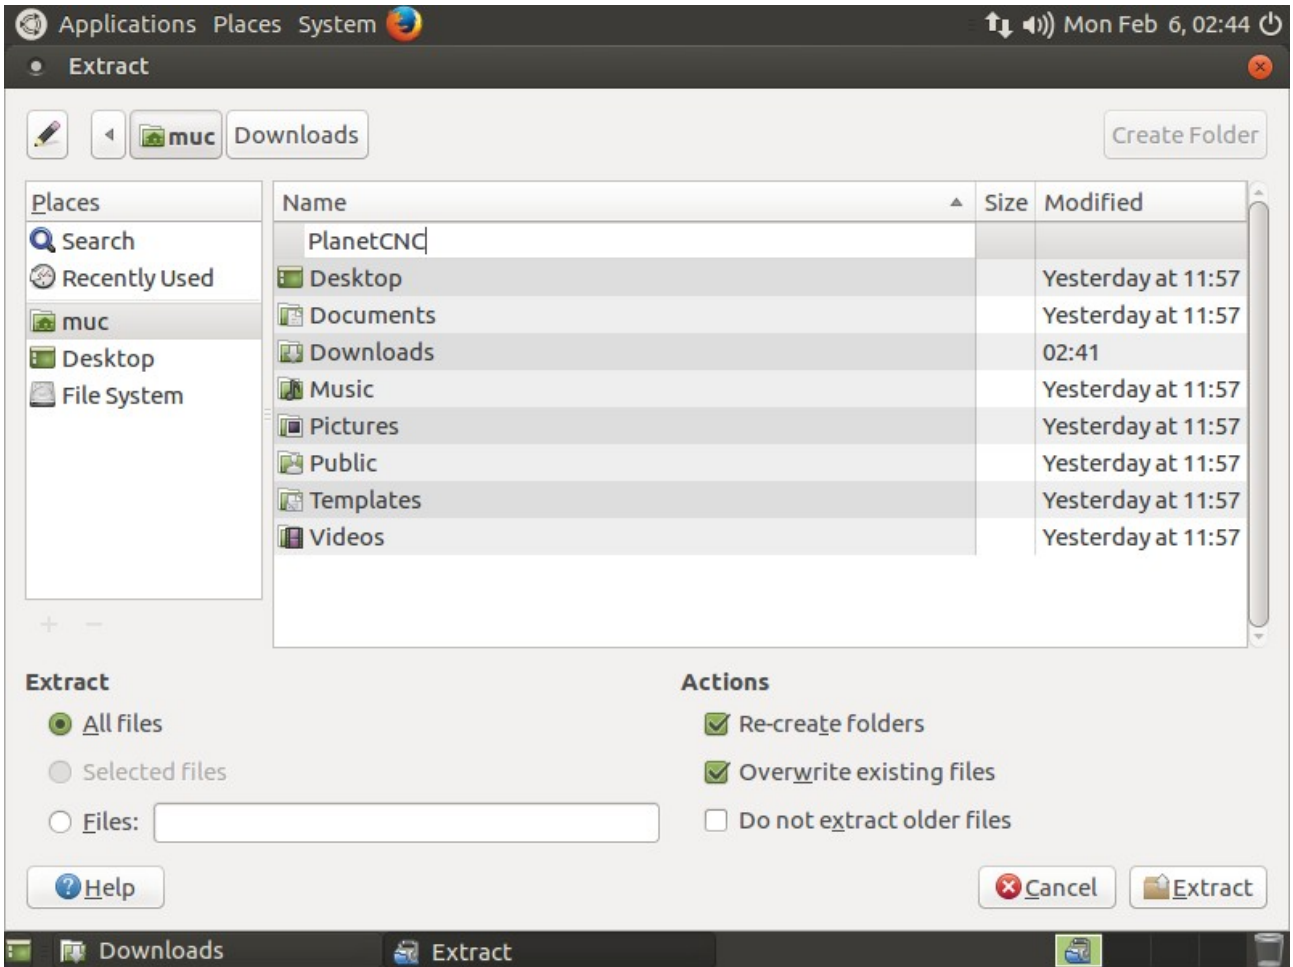 Applications Places System Mon Feb 6, 02:44
Extract
muc Downloads Create Folder
Places Name Size Modified
Search PlanetCNC
Recently Used Desktop Yesterday at 11:57
muc Documents Yesterday at 11:57
Desktop Downloads 02:41
File System Music Yesterday at 11:57
Pictures Yesterday at 11:57
Public Yesterday at 11:57
Templates Yesterday at 11:57
Videos Yesterday at 11:57
Extract Actions
All files Re-create folders
Selected files Overwrite existing files
Files: Do not extract older files
Help Cancel Extract
Downloads Extract